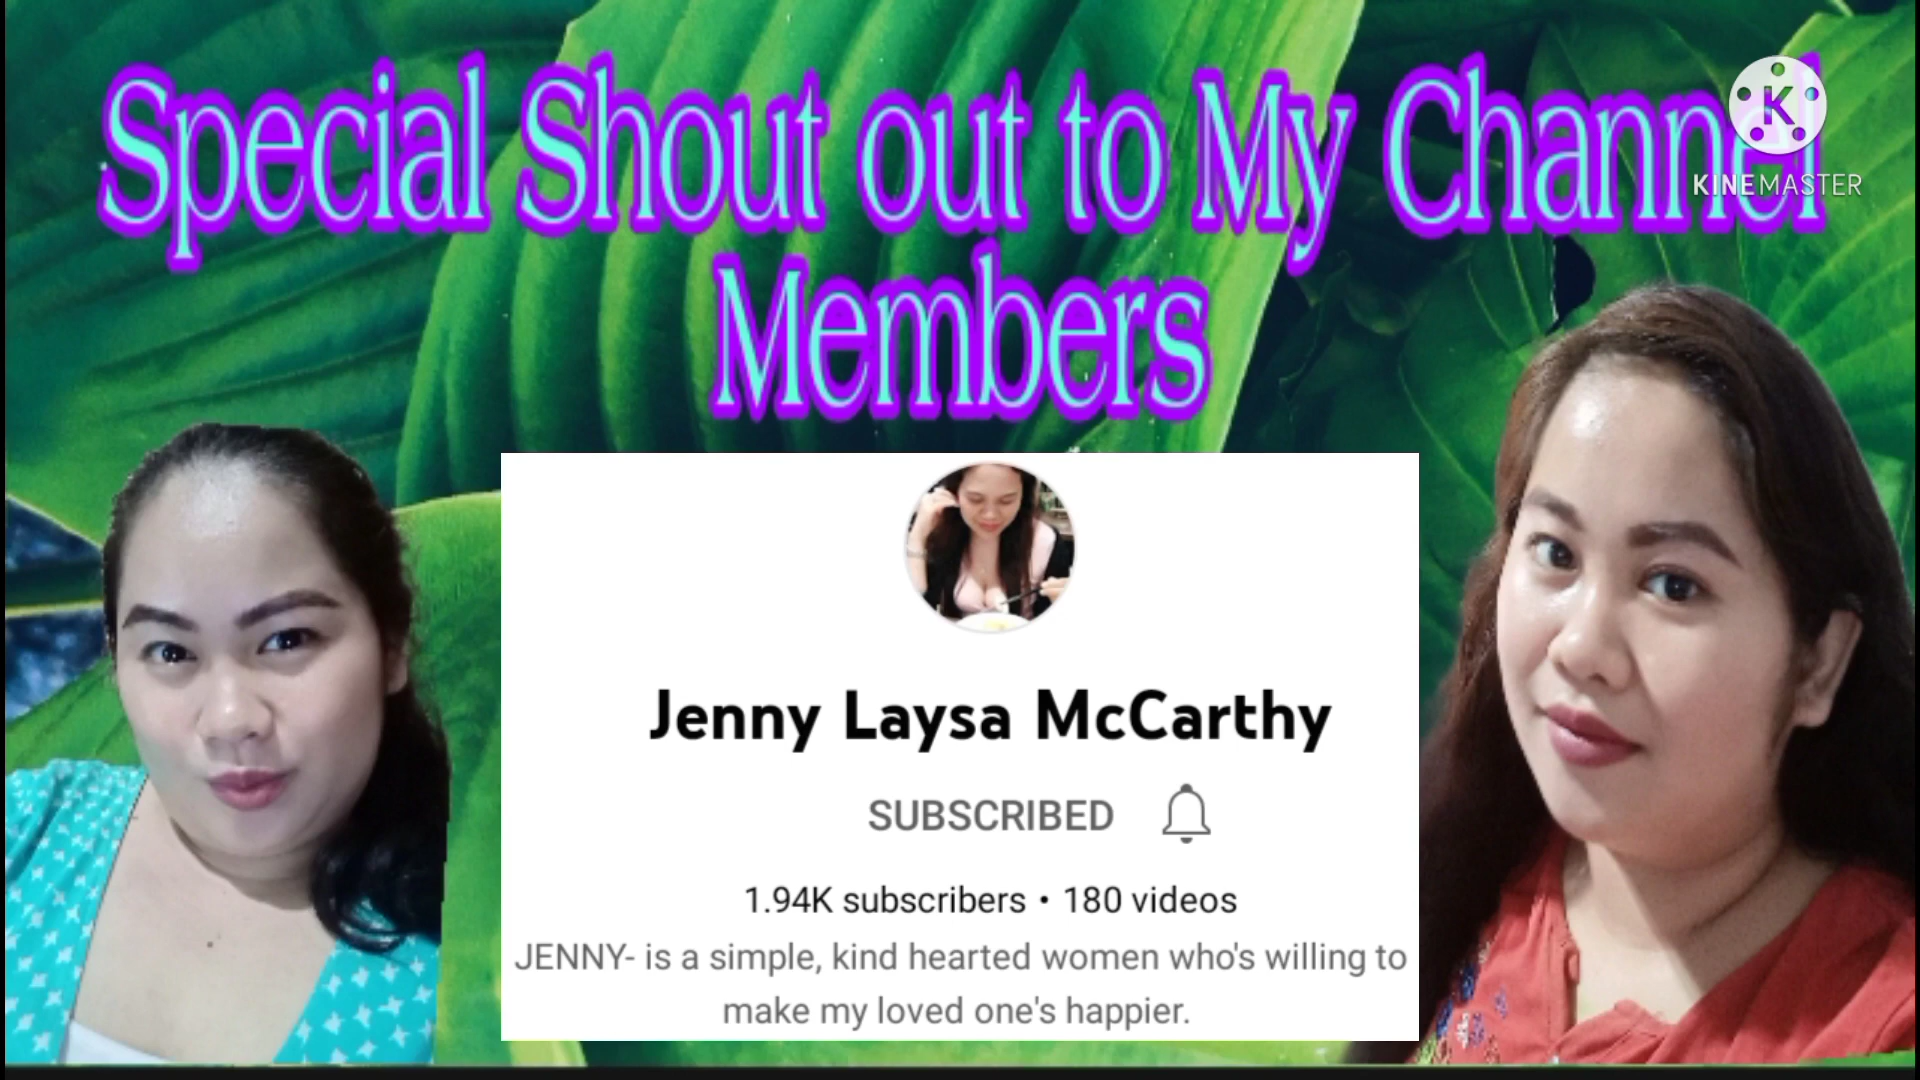 Special Shout out to My Channel
Members
K
KINEMASTER
Jenny Laysa McCarthy
SUBSCRIBED
1.94K subscribers • 180 videos
JENNY- is a simple, kind hearted women who's willing to
make my loved one's happier.